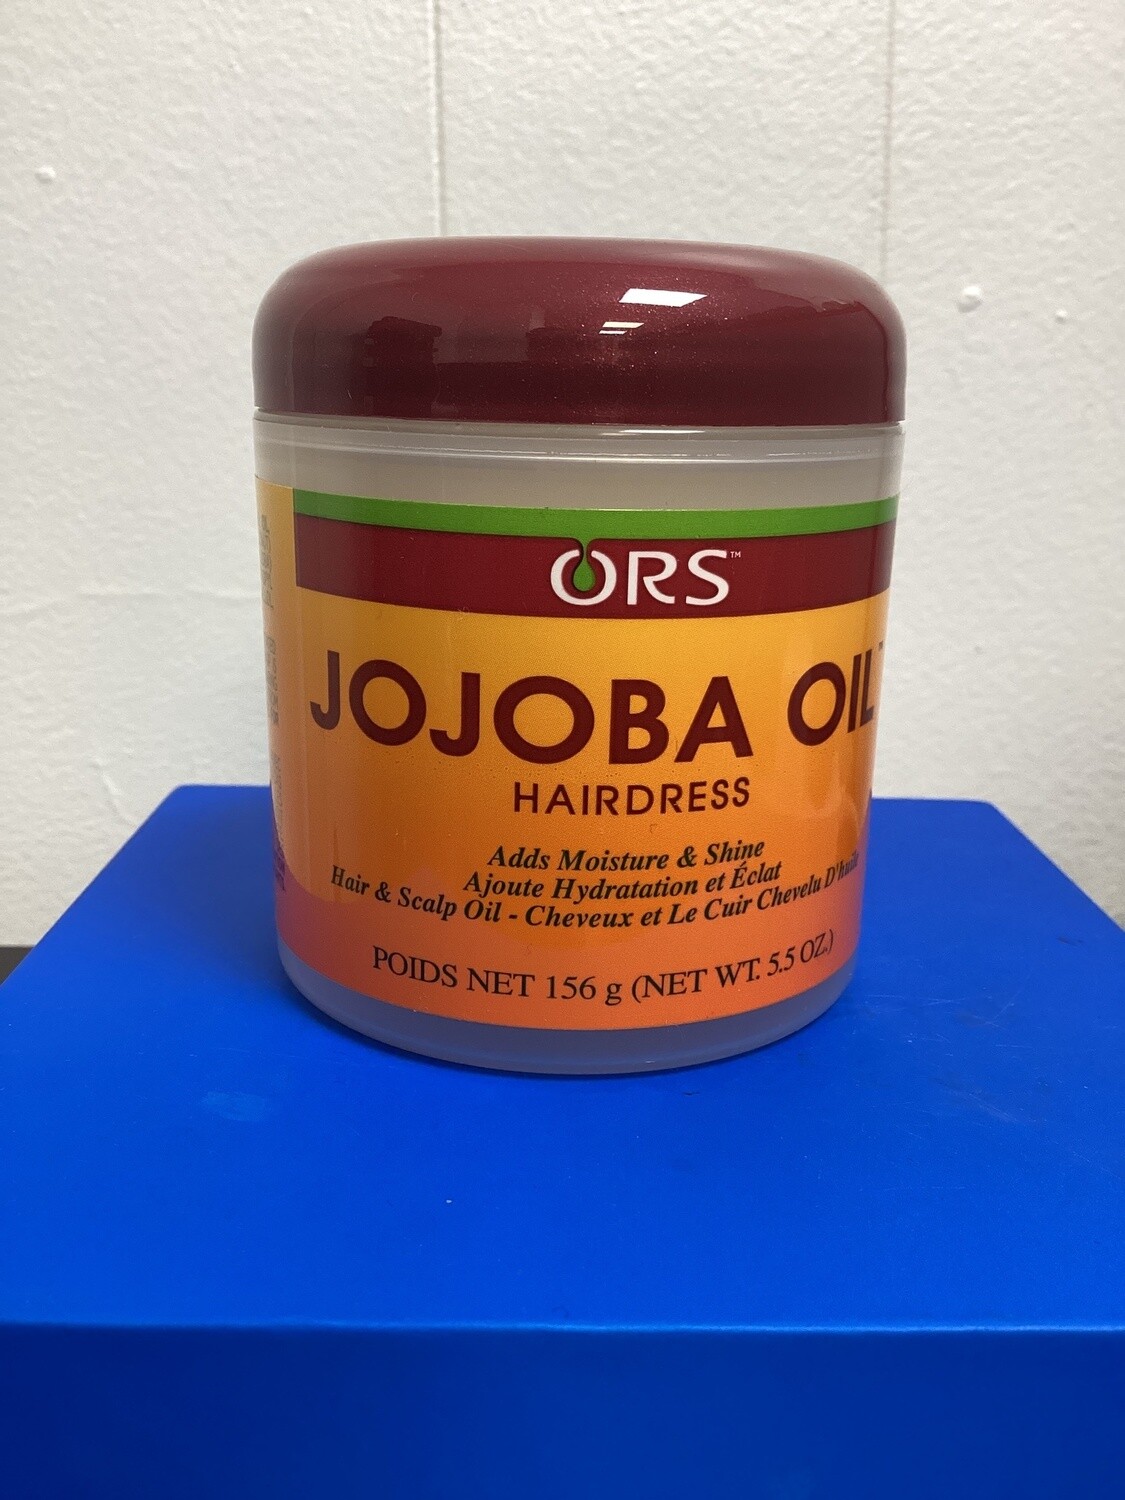 ORS™
JOJOBA OIL™
HAIRDRESS
Adds Moisture & Shine
Ajoute Hydratation et Éclat
Hair & Scalp Oil - Cheveux et Le Cuir Chevelu D'huile
POIDS NET 156 g (NET WT. 5.5 OZ.)